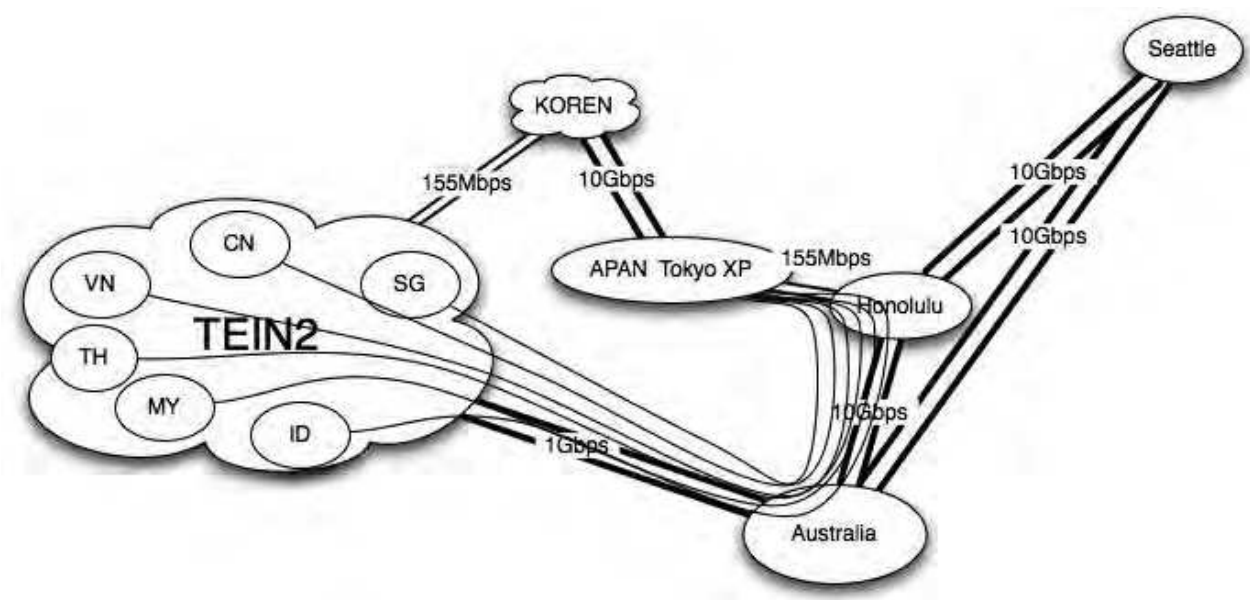 Seattle
KOREN
155Mbps
10Gbps
10Gbps
10Gbps
CN
VN
SG
APAN Tokyo XP
155Mbps
Honolulu
TEIN2
TH
MY
ID
10Gbps
1Gbps
Australia